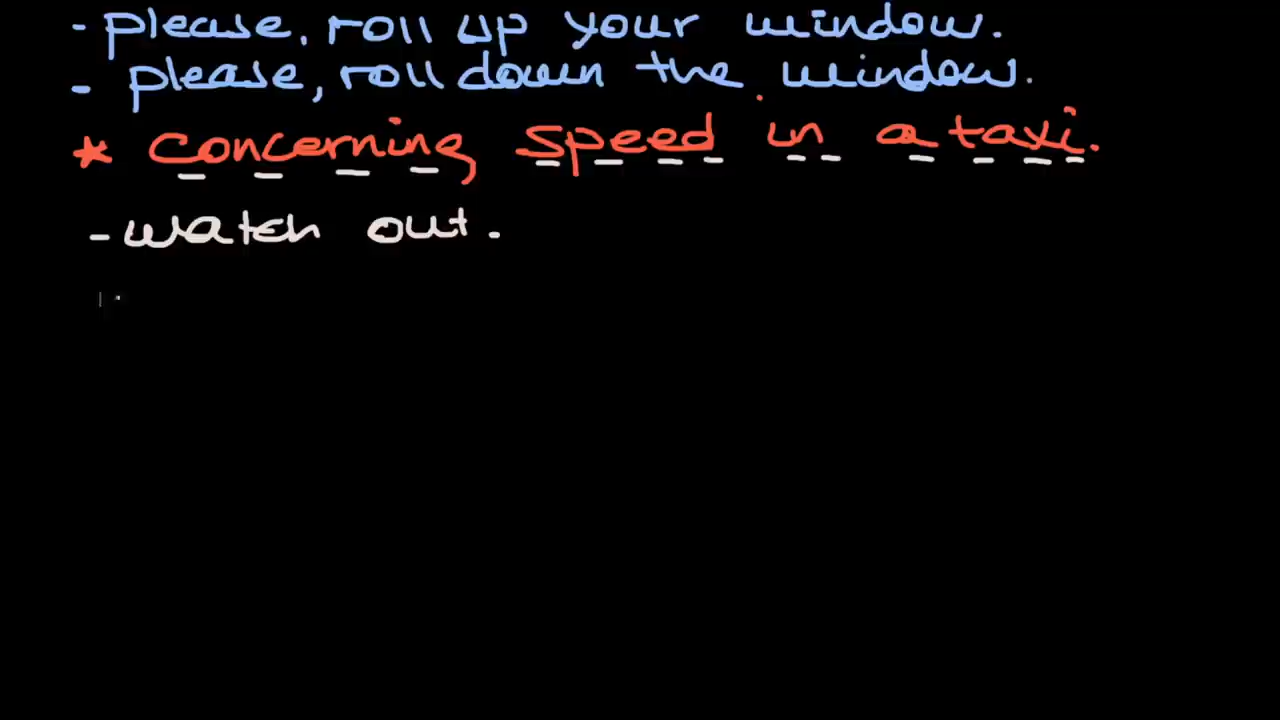 - please, roll up your window.
- please, roll down the window.
* concerning speed in a taxi.
- watch out.